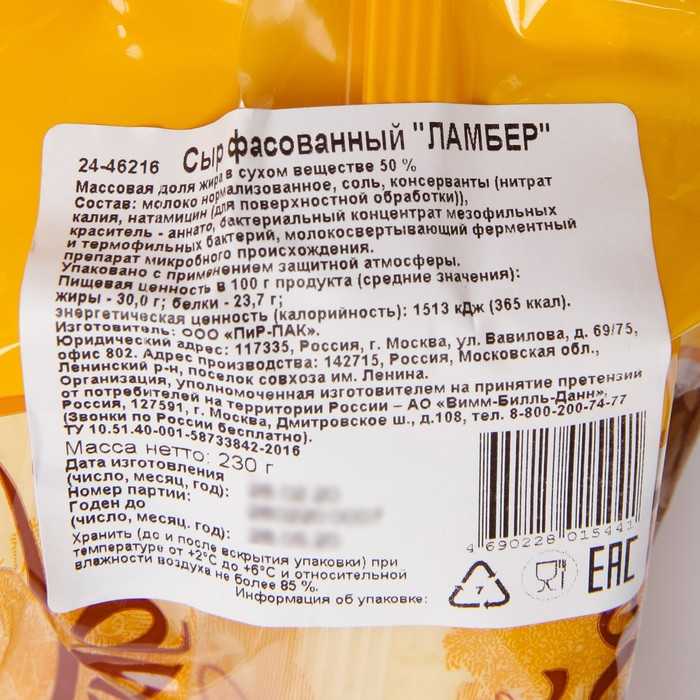 24-46216 Сыр фасованный "ЛАМБЕР"
Массовая доля жира в сухом веществе 50 %
Состав: молоко нормализованное, соль, консерванты (нитрат
калия, натамицин (для поверхностной обработки)),
краситель - аннато, бактериальный концентрат мезофильных
и термофильных бактерий, молокосвертывающий ферментный
препарат микробного происхождения.
Упаковано с применением защитной атмосферы.
Пищевая ценность в 100 г продукта (средние значения):
жиры - 30,0 г; белки - 23,7 г;
энергетическая ценность (калорийность): 1513 кДж (365 ккал).
Изготовитель: ООО «ПиР-ПАК».
Юридический адрес: 117335, Россия, г. Москва, ул. Вавилова, д. 69/75,
офис 802. Адрес производства: 142715, Россия, Московская обл.,
Ленинский р-н, поселок совхоза им. Ленина.
Организация, уполномоченная изготовителем на принятие претензий
от потребителей на территории России – АО «Вимм-Билль-Данн»,
Россия, 127591, г. Москва, Дмитровское ш., д.108, тел. 8-800-200-74-77
(Звонки по России бесплатно).
ТУ 10.51.40-001-58733842-2016
Масса нетто: 230 г
Дата изготовления
(число, месяц, год):
Номер партии:
Годен до
(число, месяц. год):
Хранить (до и после вскрытия упаковки) при
температуре от +2°С до +6°С и относительной
влажности воздуха не более 85 %.
Информация об упаковке:
4 690228 015441
7
ЕАС